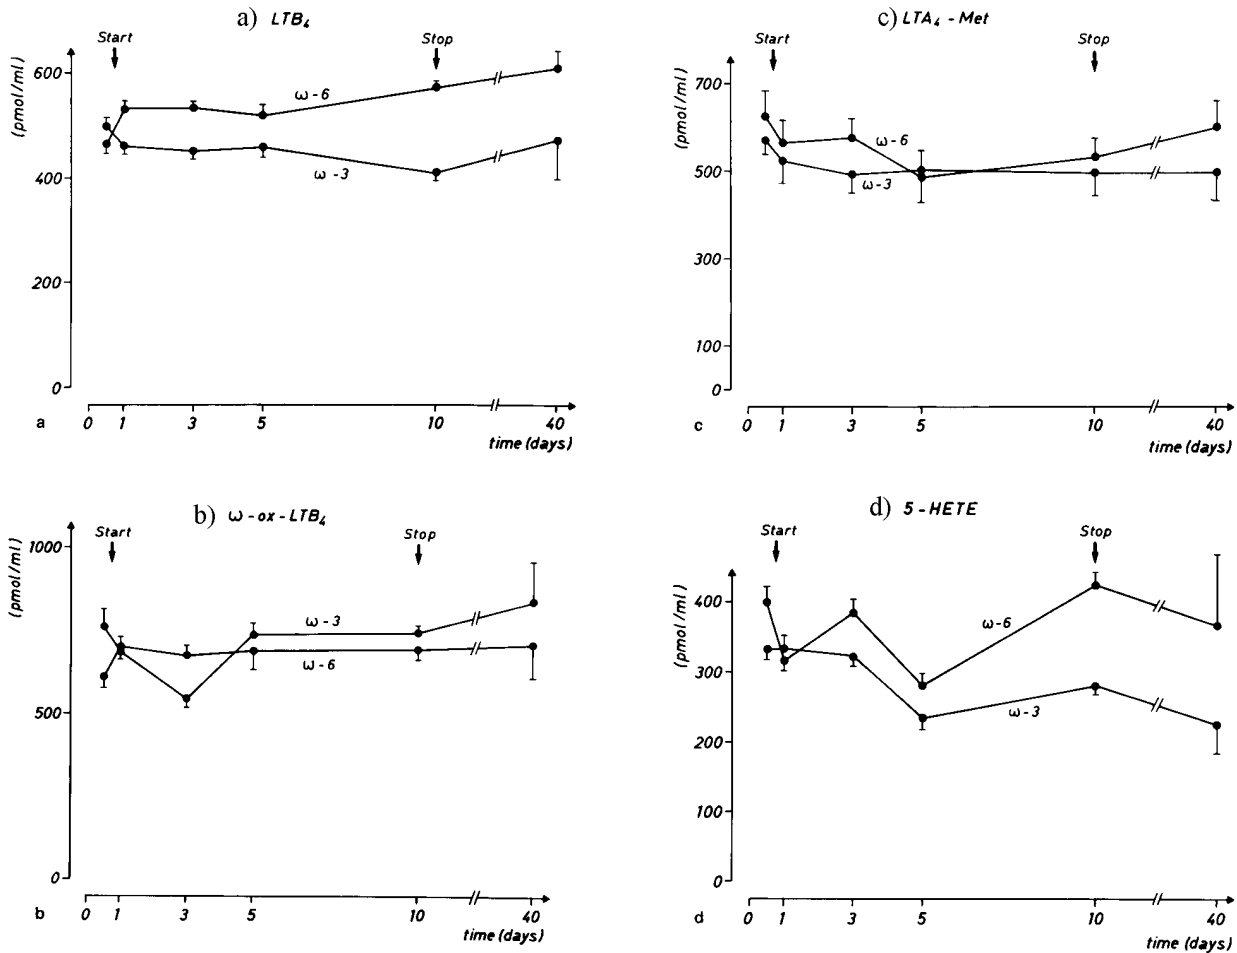 a) LTB₄
Start
Stop
(pmol/ml)
600
400
200
0
ω-6
ω-3
a 0 1 3 5 10 40
time (days)
c) LTA₄-Met
Start
Stop
(pmol/ml)
700
500
300
100
0
ω-6
ω-3
c 0 1 3 5 10 40
time (days)
b) ω-ox-LTB₄
Start
Stop
(pmol/ml)
1000
500
0
ω-3
ω-6
b 0 1 3 5 10 40
time (days)
d) 5-HETE
Start
Stop
(pmol/ml)
400
300
200
100
0
ω-6
ω-3
d 0 1 3 5 10 40
time (days)